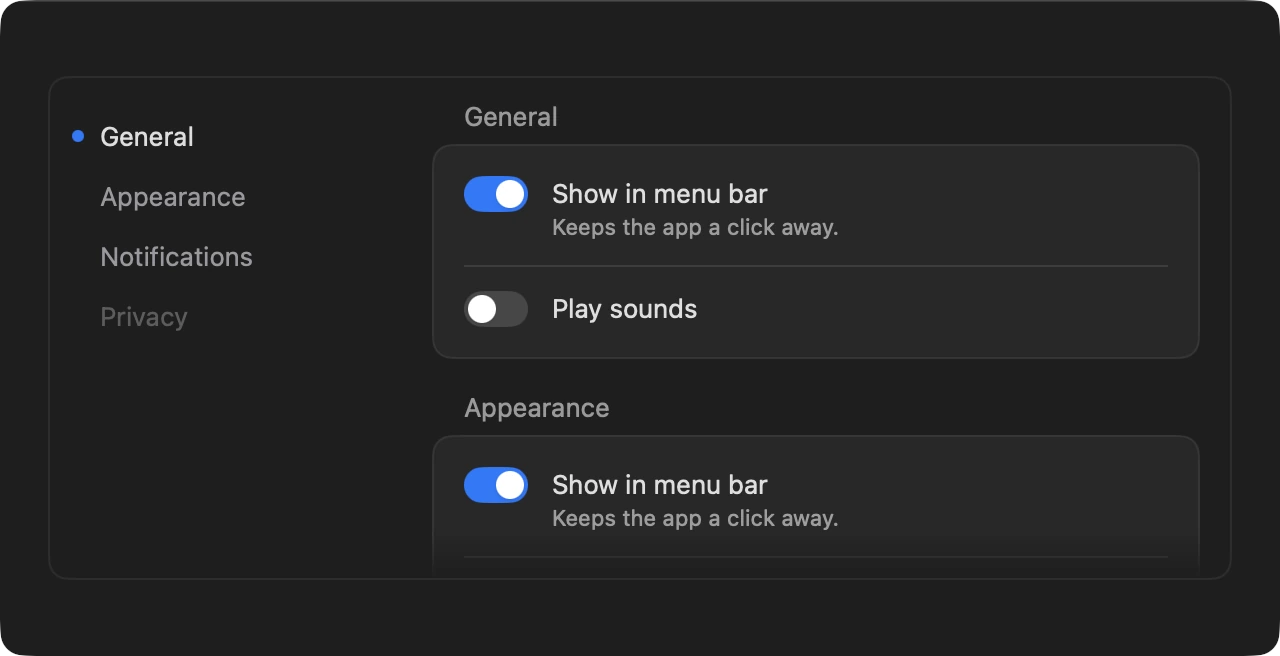 General
Appearance
Notifications
Privacy
General
Show in menu bar
Keeps the app a click away.
Play sounds
Appearance
Show in menu bar
Keeps the app a click away.